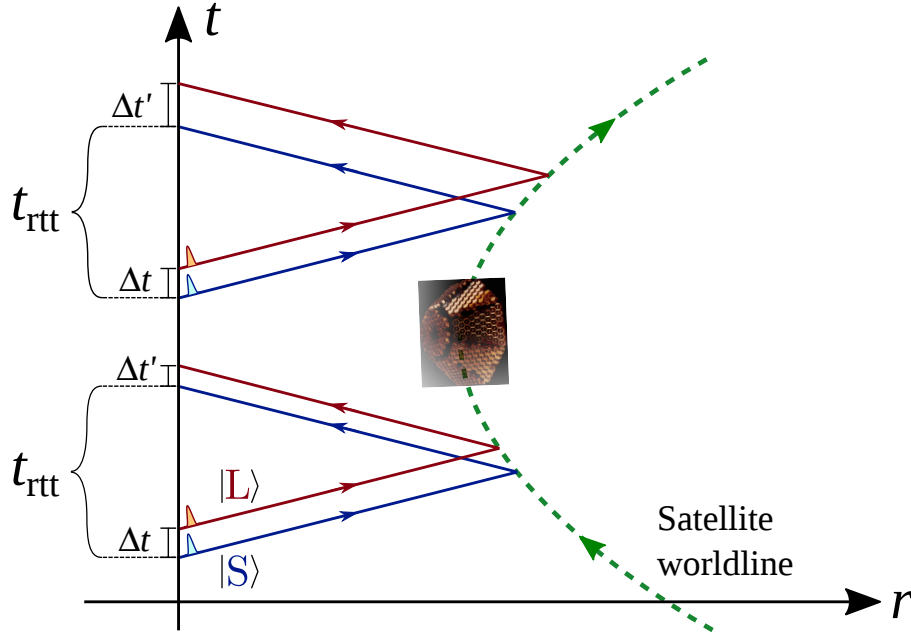 t
Δt'
t_rtt
Δt
Δt'
t_rtt
|L⟩
Δt
|S⟩
Satellite
worldline
r